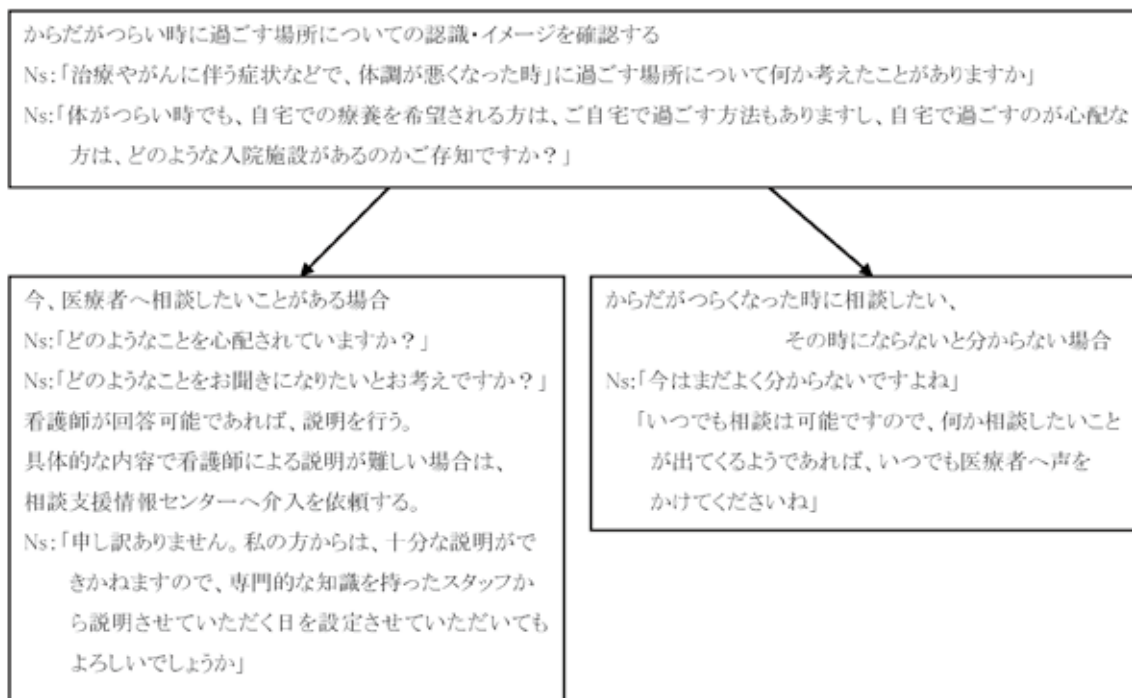 からだがつらい時に過ごす場所についての認識・イメージを確認する
Ns:「治療やがんに伴う症状などで、体調が悪くなった時」に過ごす場所について何か考えたことがありますか」
Ns:「体がつらい時でも、自宅での療養を希望される方は、ご自宅で過ごす方法もありますし、自宅で過ごすのが心配な
方は、どのような入院施設があるのかご存知ですか？」
今、医療者へ相談したいことがある場合
Ns:「どのようなことを心配されていますか？」
Ns:「どのようなことをお聞きになりたいとお考えですか？」
看護師が回答可能であれば、説明を行う。
具体的な内容で看護師による説明が難しい場合は、
相談支援情報センターへ介入を依頼する。
Ns:「申し訳ありません。私の方からは、十分な説明がで
きかねますので、専門的な知識を持ったスタッフか
ら説明させていただく日を設定させていただいても
よろしいでしょうか」
からだがつらくなった時に相談したい、
その時にならないと分からない場合
Ns:「今はまだよく分からないですよね」
「いつでも相談は可能ですので、何か相談したいこと
が出てくるようであれば、いつでも医療者へ声を
かけてくださいね」